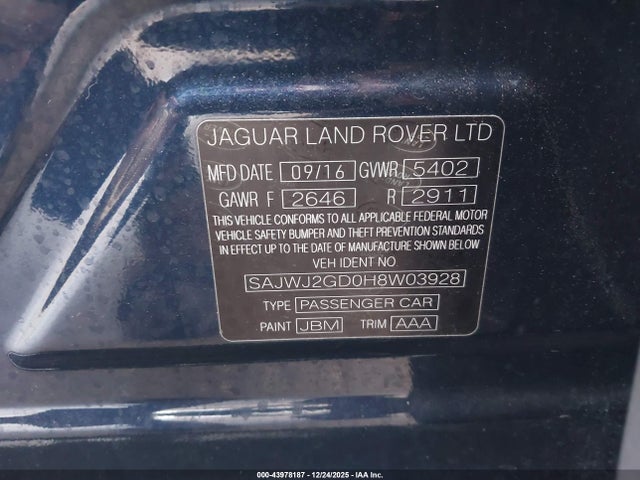 JAGUAR LAND ROVER LTD
MFD DATE 09/16 GWWR 5402
GAWR F 2646 R 2911
THIS VEHICLE CONFORMS TO ALL APPLICABLE FEDERAL MOTOR
VEHICLE SAFETY BUMPER AND THEFT PREVENTION STANDARDS
IN EFFECT UP TO THE DATE OF MANUFACTURE SHOWN BELOW
VEH IDENT NO
SAJWJ2GD0H8W03928
TYPE PASSENGER CAR
PAINT JBM TRIM AAA
000-43978187 - 12/24/2025 - IAA Inc.